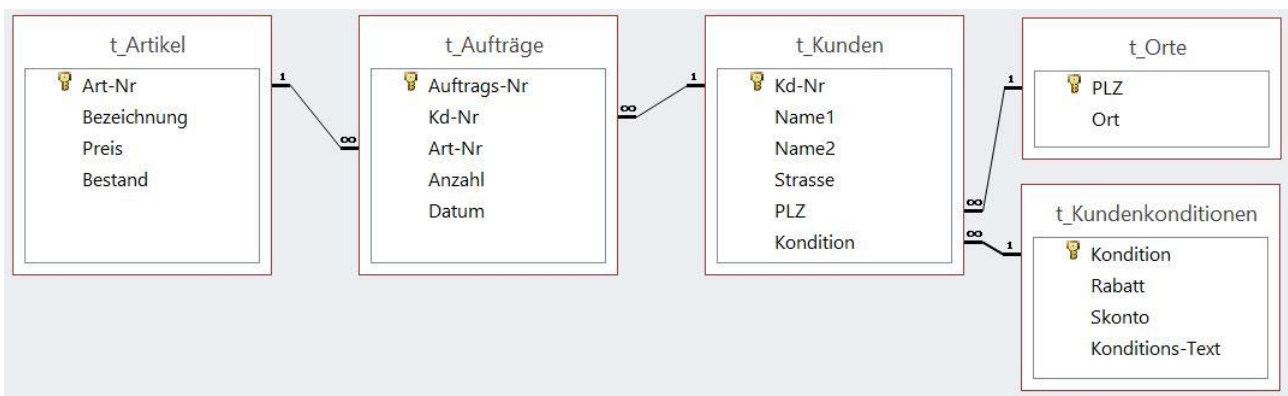 t_Artikel
Art-Nr
Bezeichnung
Preis
Bestand
1
∞
t_Aufträge
Auftrags-Nr
Kd-Nr
Art-Nr
Anzahl
Datum
∞
1
t_Kunden
Kd-Nr
Name1
Name2
Strasse
PLZ
Kondition
∞
∞
1
1
t_Orte
PLZ
Ort
t_Kundenkonditionen
Kondition
Rabatt
Skonto
Konditions-Text